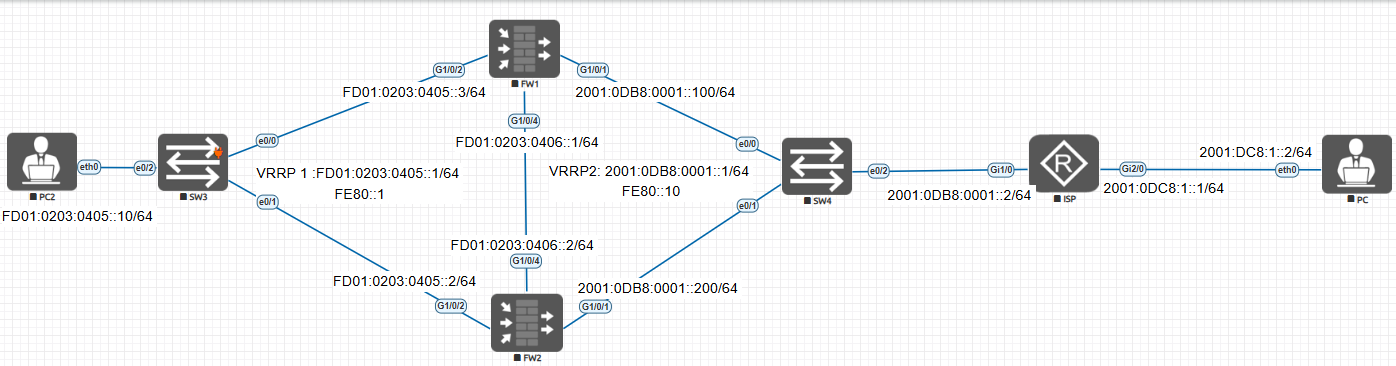 FW1
G1/0/2
G1/0/1
FD01:0203:0405::3/64
2001:0DB8:0001::100/64
G1/0/4
FD01:0203:0406::1/64
e0/0
e0/0
PC2
eth0
e0/2
SW3
VRRP 1 :FD01:0203:0405::1/64
FE80::1
VRRP2: 2001:0DB8:0001::1/64
FE80::10
SW4
e0/2
Gi1/0
R
ISP
Gi2/0
2001:DC8:1::2/64
eth0
PC
2001:0DB8:0001::2/64
2001:0DC8:1::1/64
FD01:0203:0405::10/64
e0/1
e0/1
FD01:0203:0406::2/64
G1/0/4
FD01:0203:0405::2/64
2001:0DB8:0001::200/64
G1/0/2
G1/0/1
FW2